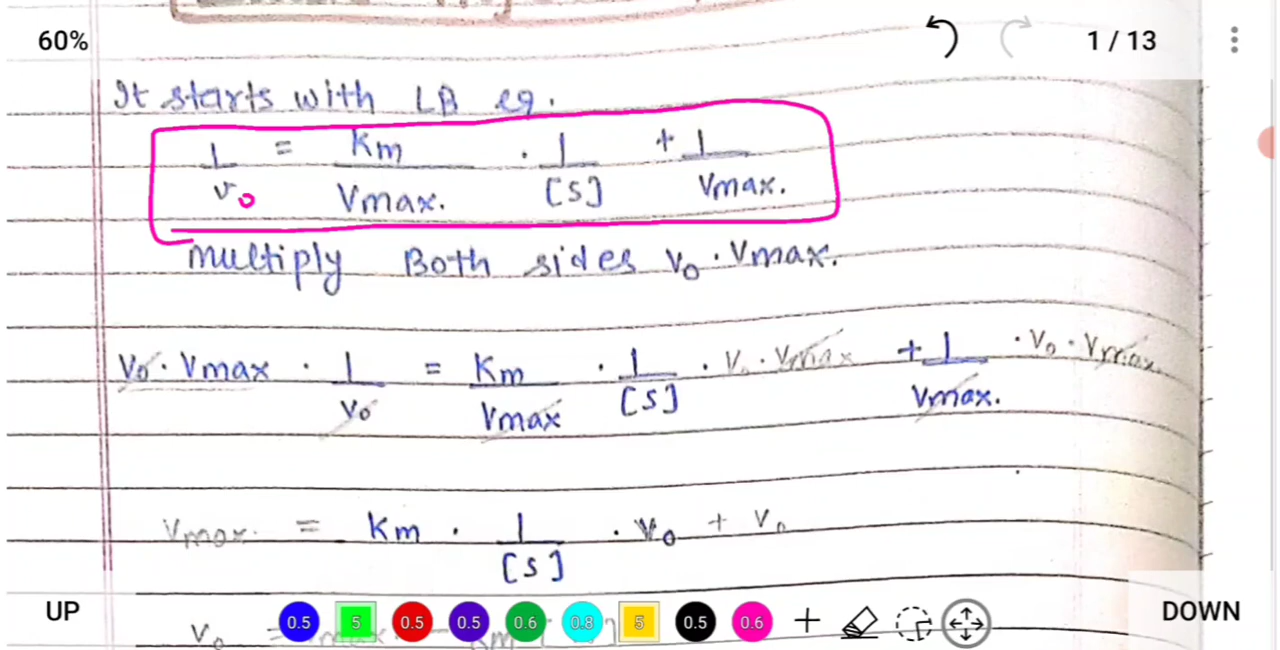 60%
1 / 13
It starts with LB eq.
1/v₀ = Km/Vmax. · 1/[S] + 1/Vmax.
multiply Both sides v₀ · Vmax.
v₀ · Vmax · 1/v₀ = Km/Vmax · 1/[S] · v₀ · Vmax + 1/Vmax. · v₀ · Vmax.
Vmax. = Km · 1/[S] · v₀ + v₀
v₀ =
UP
0.5 5 0.5 0.5 0.6 0.8 5 0.5 0.6
DOWN